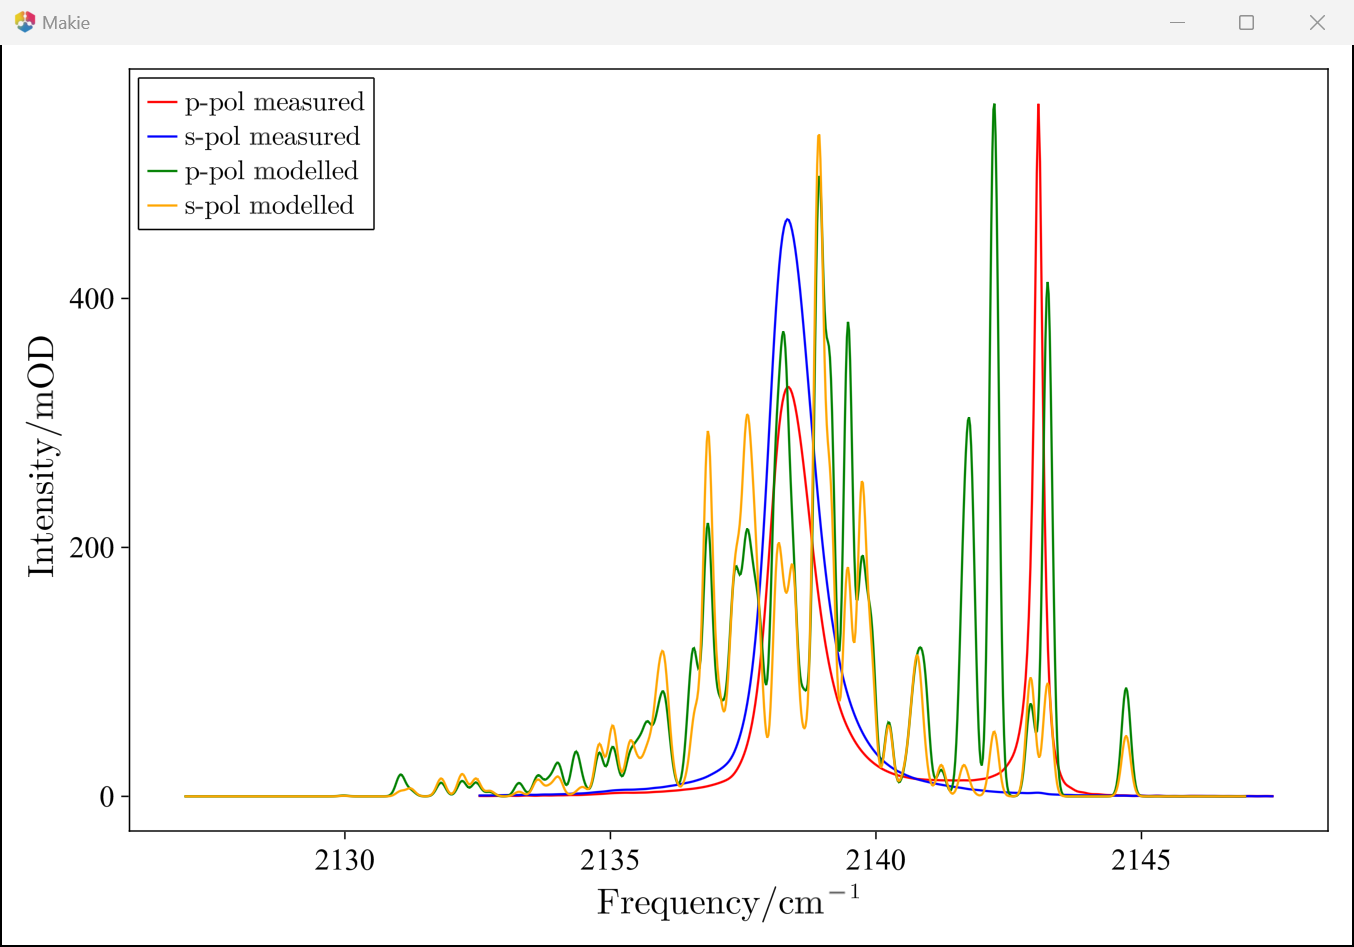 Makie
p-pol measured
s-pol measured
p-pol modelled
s-pol modelled
400
200
0
Intensity/mOD
2130 2135 2140 2145
Frequency/cm⁻¹